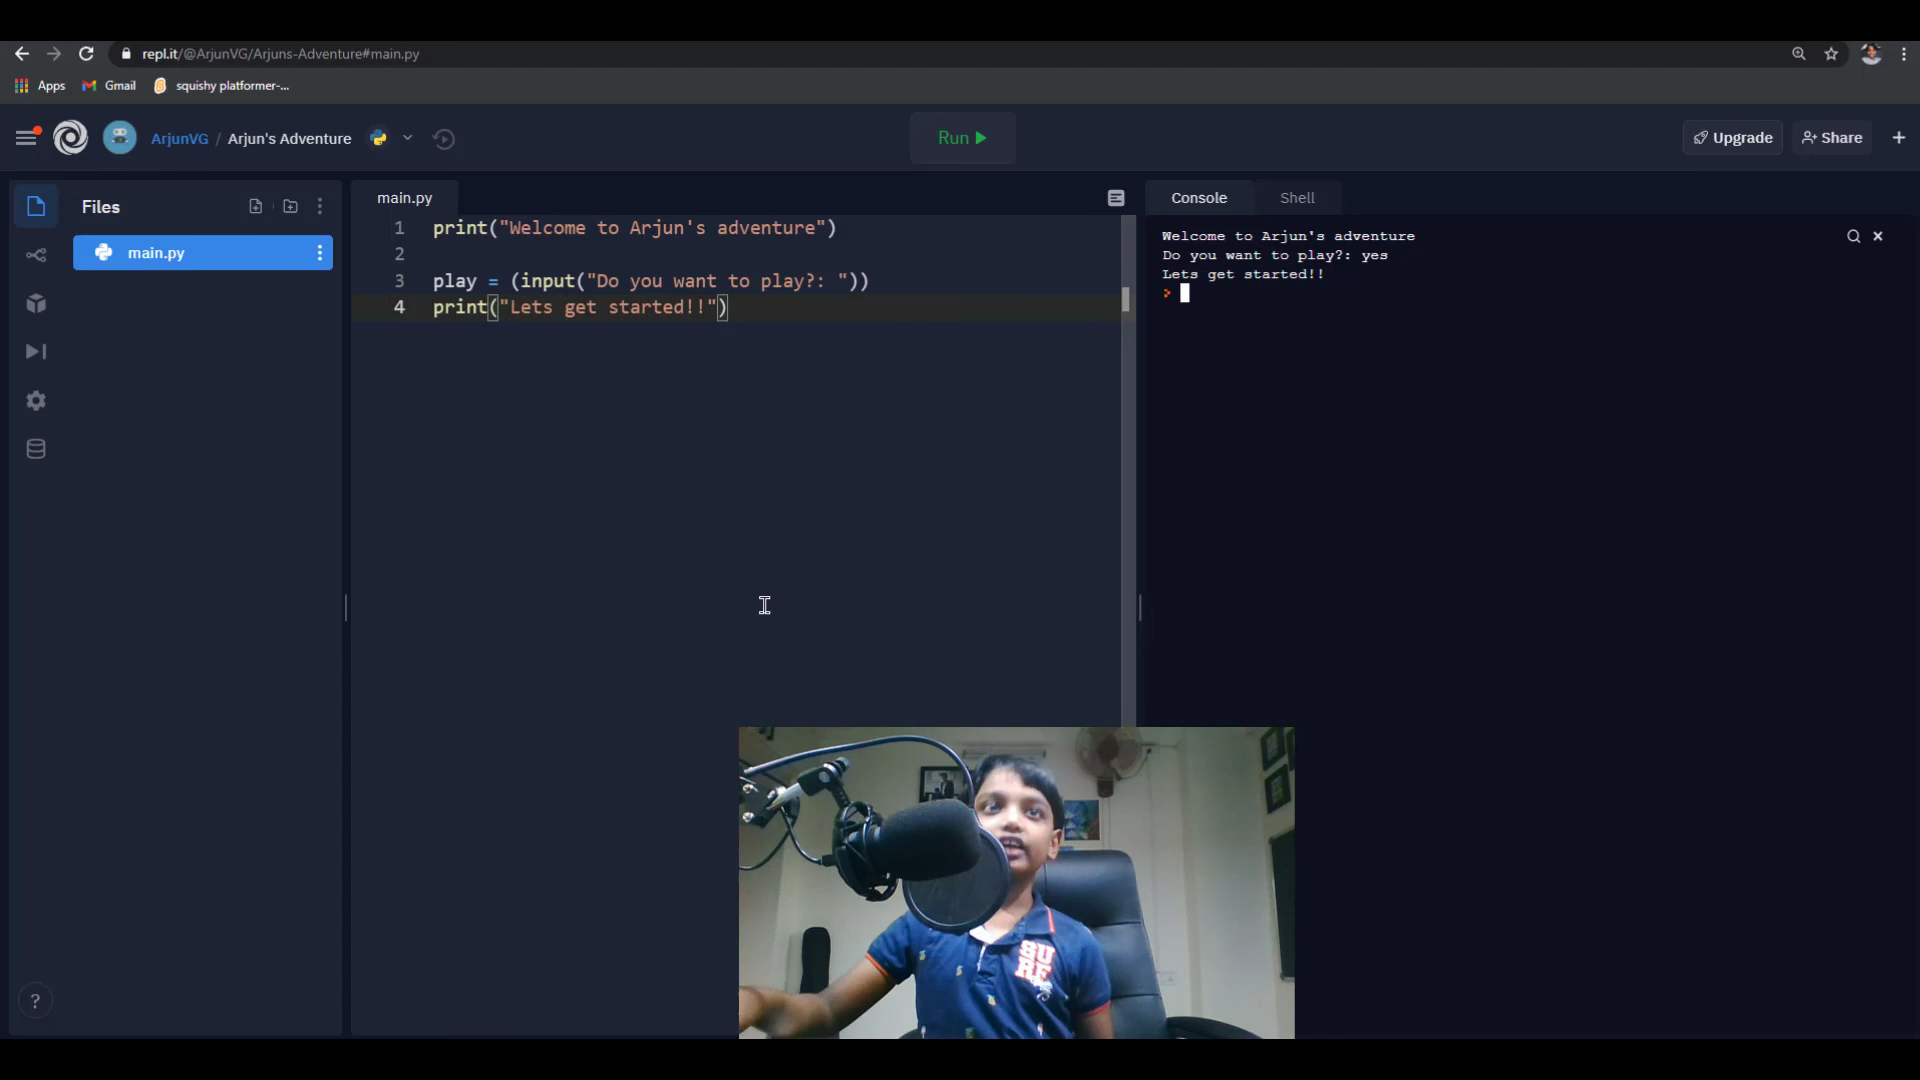 repl.it/@ArjunVG/Arjuns-Adventure#main.py
Apps Gmail squishy platformer-...
ArjunVG / Arjun's Adventure Run Upgrade Share +
Files
main.py
main.py
1 print("Welcome to Arjun's adventure")
2
3 play = (input("Do you want to play?: "))
4 print("Lets get started!!")
Console Shell
Welcome to Arjun's adventure
Do you want to play?: yes
Lets get started!!
>
SU
RF
?